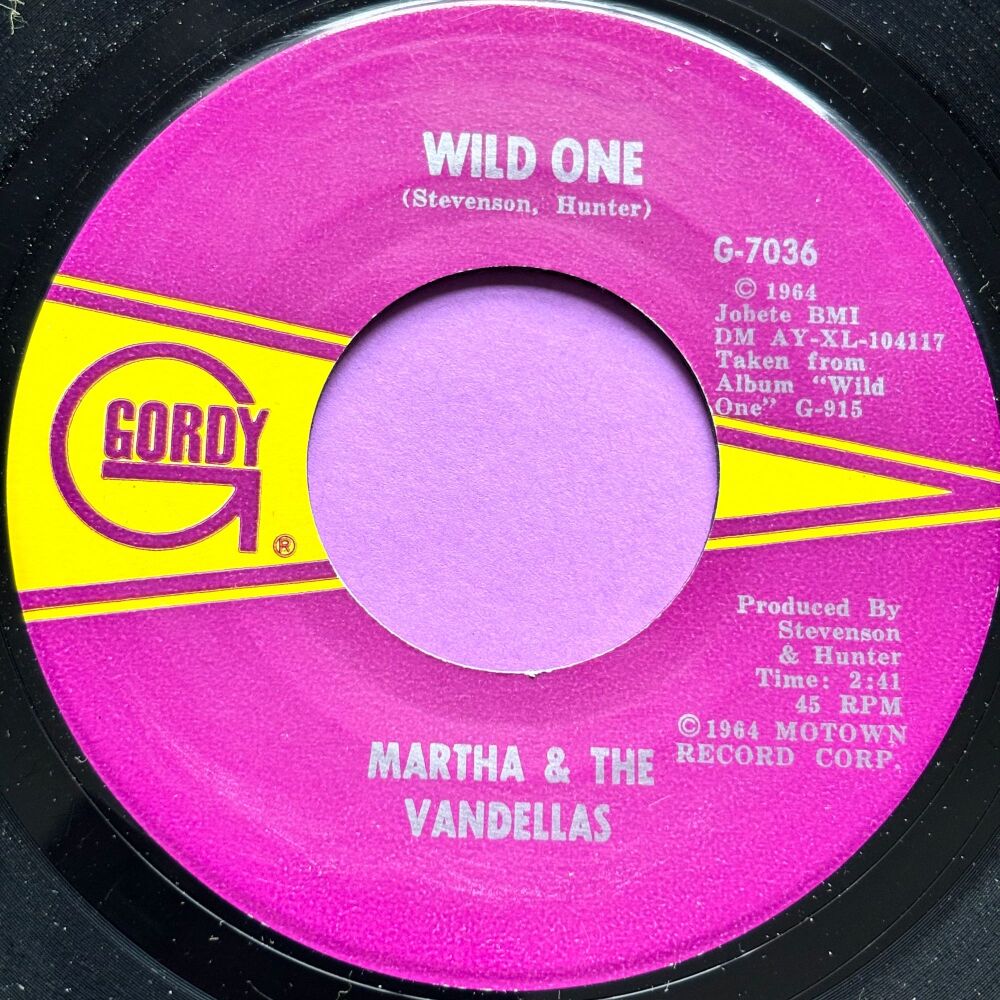 WILD ONE
(Stevenson, Hunter)
G-7036
© 1964
Jobete BMI
DM AY-XL-104117
Taken from
Album “Wild
One” G-915
GORDY
®
Produced By
Stevenson
& Hunter
Time: 2:41
45 RPM
© 1964 MOTOWN
RECORD CORP.
MARTHA & THE
VANDELLAS